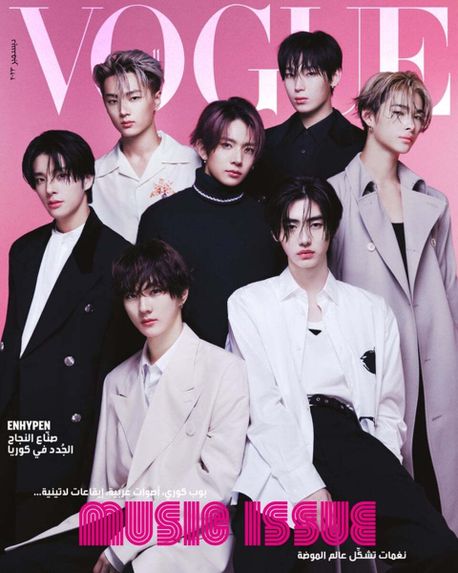 VOGUE
ديسمبر ٢٠٢٣
ENHYPEN
صنّاع النجاح
الجُدد في كوريا
بوب كوري، أصوات عربية، إيقاعات لاتينية...
MUSIC ISSUE
نغمات تشكّل عالم الموضة